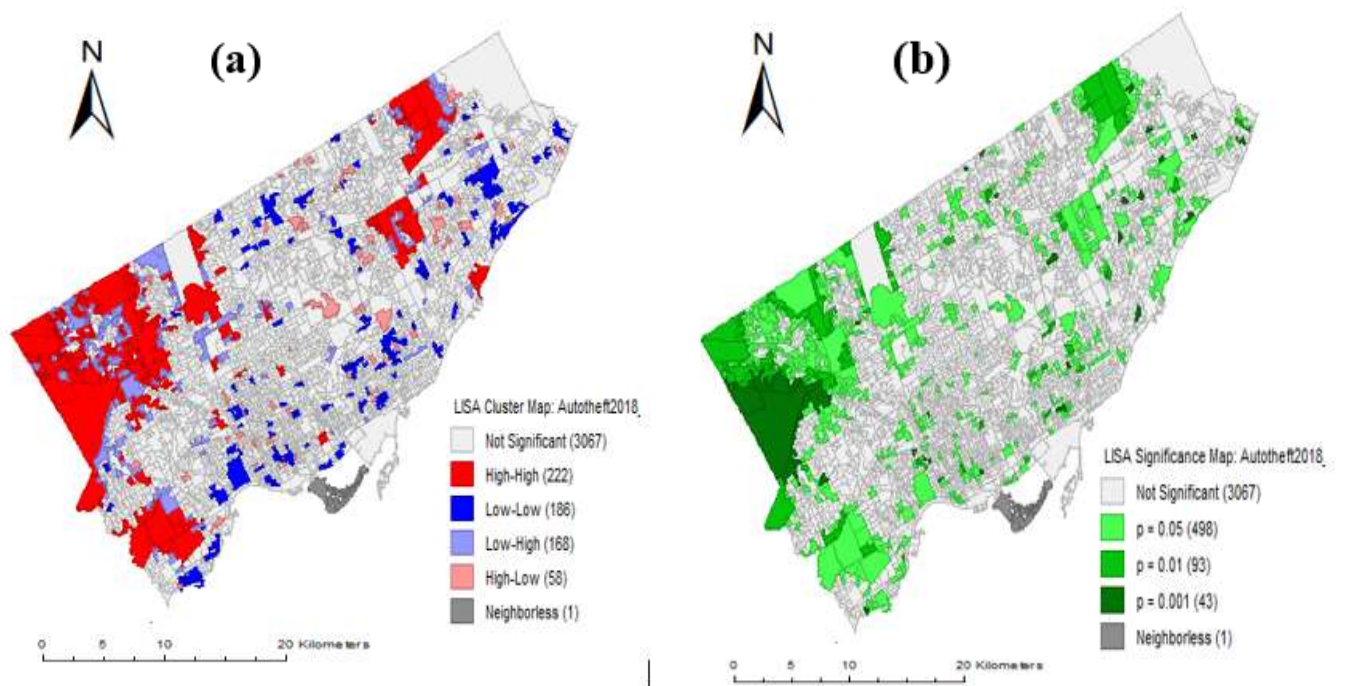 N
(a)
LISA Cluster Map: Autotheft2018_
Not Significant (3067)
High-High (222)
Low-Low (186)
Low-High (168)
High-Low (58)
Neighborless (1)
0 5 10 20 Kilometers
N
(b)
LISA Significance Map: Autotheft2018_
Not Significant (3067)
p = 0.05 (498)
p = 0.01 (93)
p = 0.001 (43)
Neighborless (1)
0 5 10 20 Kilometers